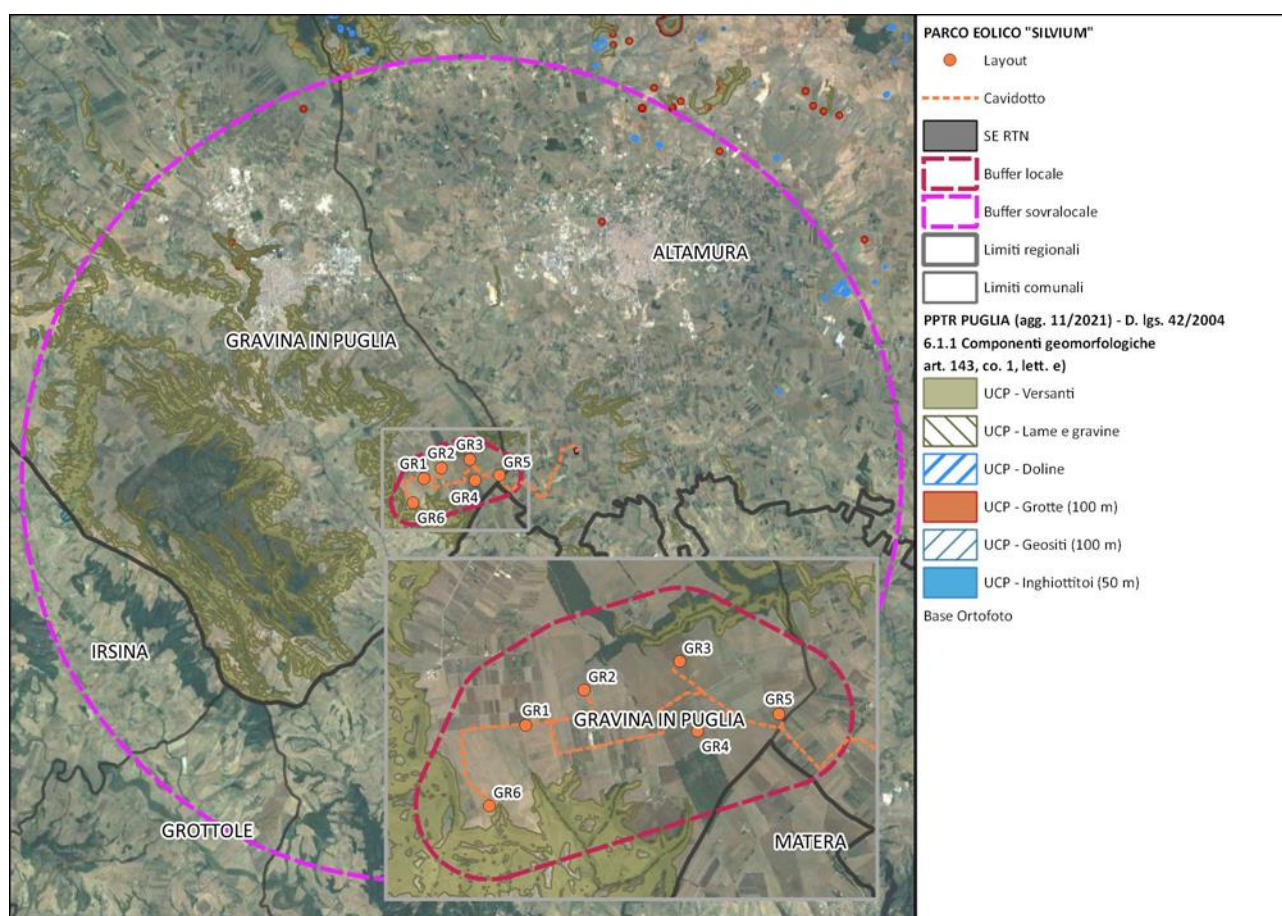 PARCO EOLICO "SILVIUM"
Layout
Cavidotto
SE RTN
Buffer locale
Buffer sovralocale
Limiti regionali
Limiti comunali
PPTR PUGLIA (agg. 11/2021) - D. lgs. 42/2004
6.1.1 Componenti geomorfologiche
art. 143, co. 1, lett. e)
UCP - Versanti
UCP - Lame e gravine
UCP - Doline
UCP - Grotte (100 m)
UCP - Geositi (100 m)
UCP - Inghiottitoi (50 m)
Base Ortofoto
ALTAMURA
GRAVINA IN PUGLIA
GR3
GR2
GR1
GR5
GR4
GR6
IRSINA
GROTTOLE
GR3
GR2
GR5
GR1
GRAVINA IN PUGLIA
GR4
GR6
MATERA